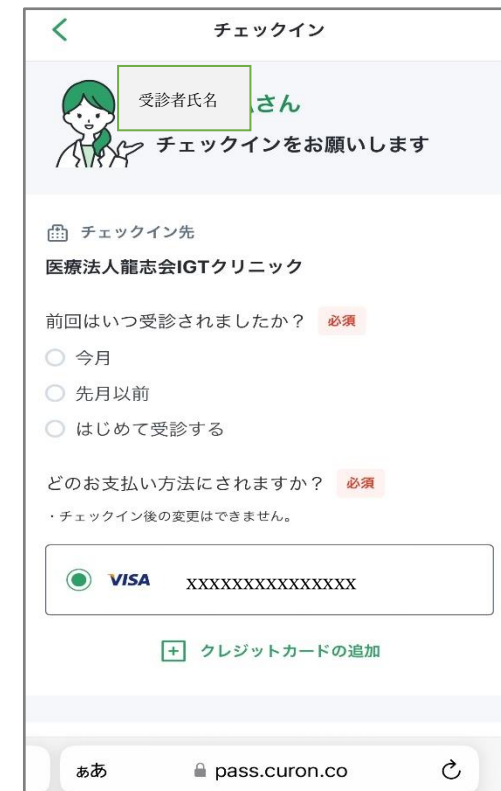 チェックイン
受診者氏名
さん
チェックインをお願いします
チェックイン先
医療法人龍志会IGTクリニック
前回はいつ受診されましたか？ 必須
今月
先月以前
はじめて受診する
どのお支払い方法にされますか？ 必須
・チェックイン後の変更はできません。
VISA xxxxxxxxxxxxxxx
+ クレジットカードの追加
ぁあ pass.curon.co